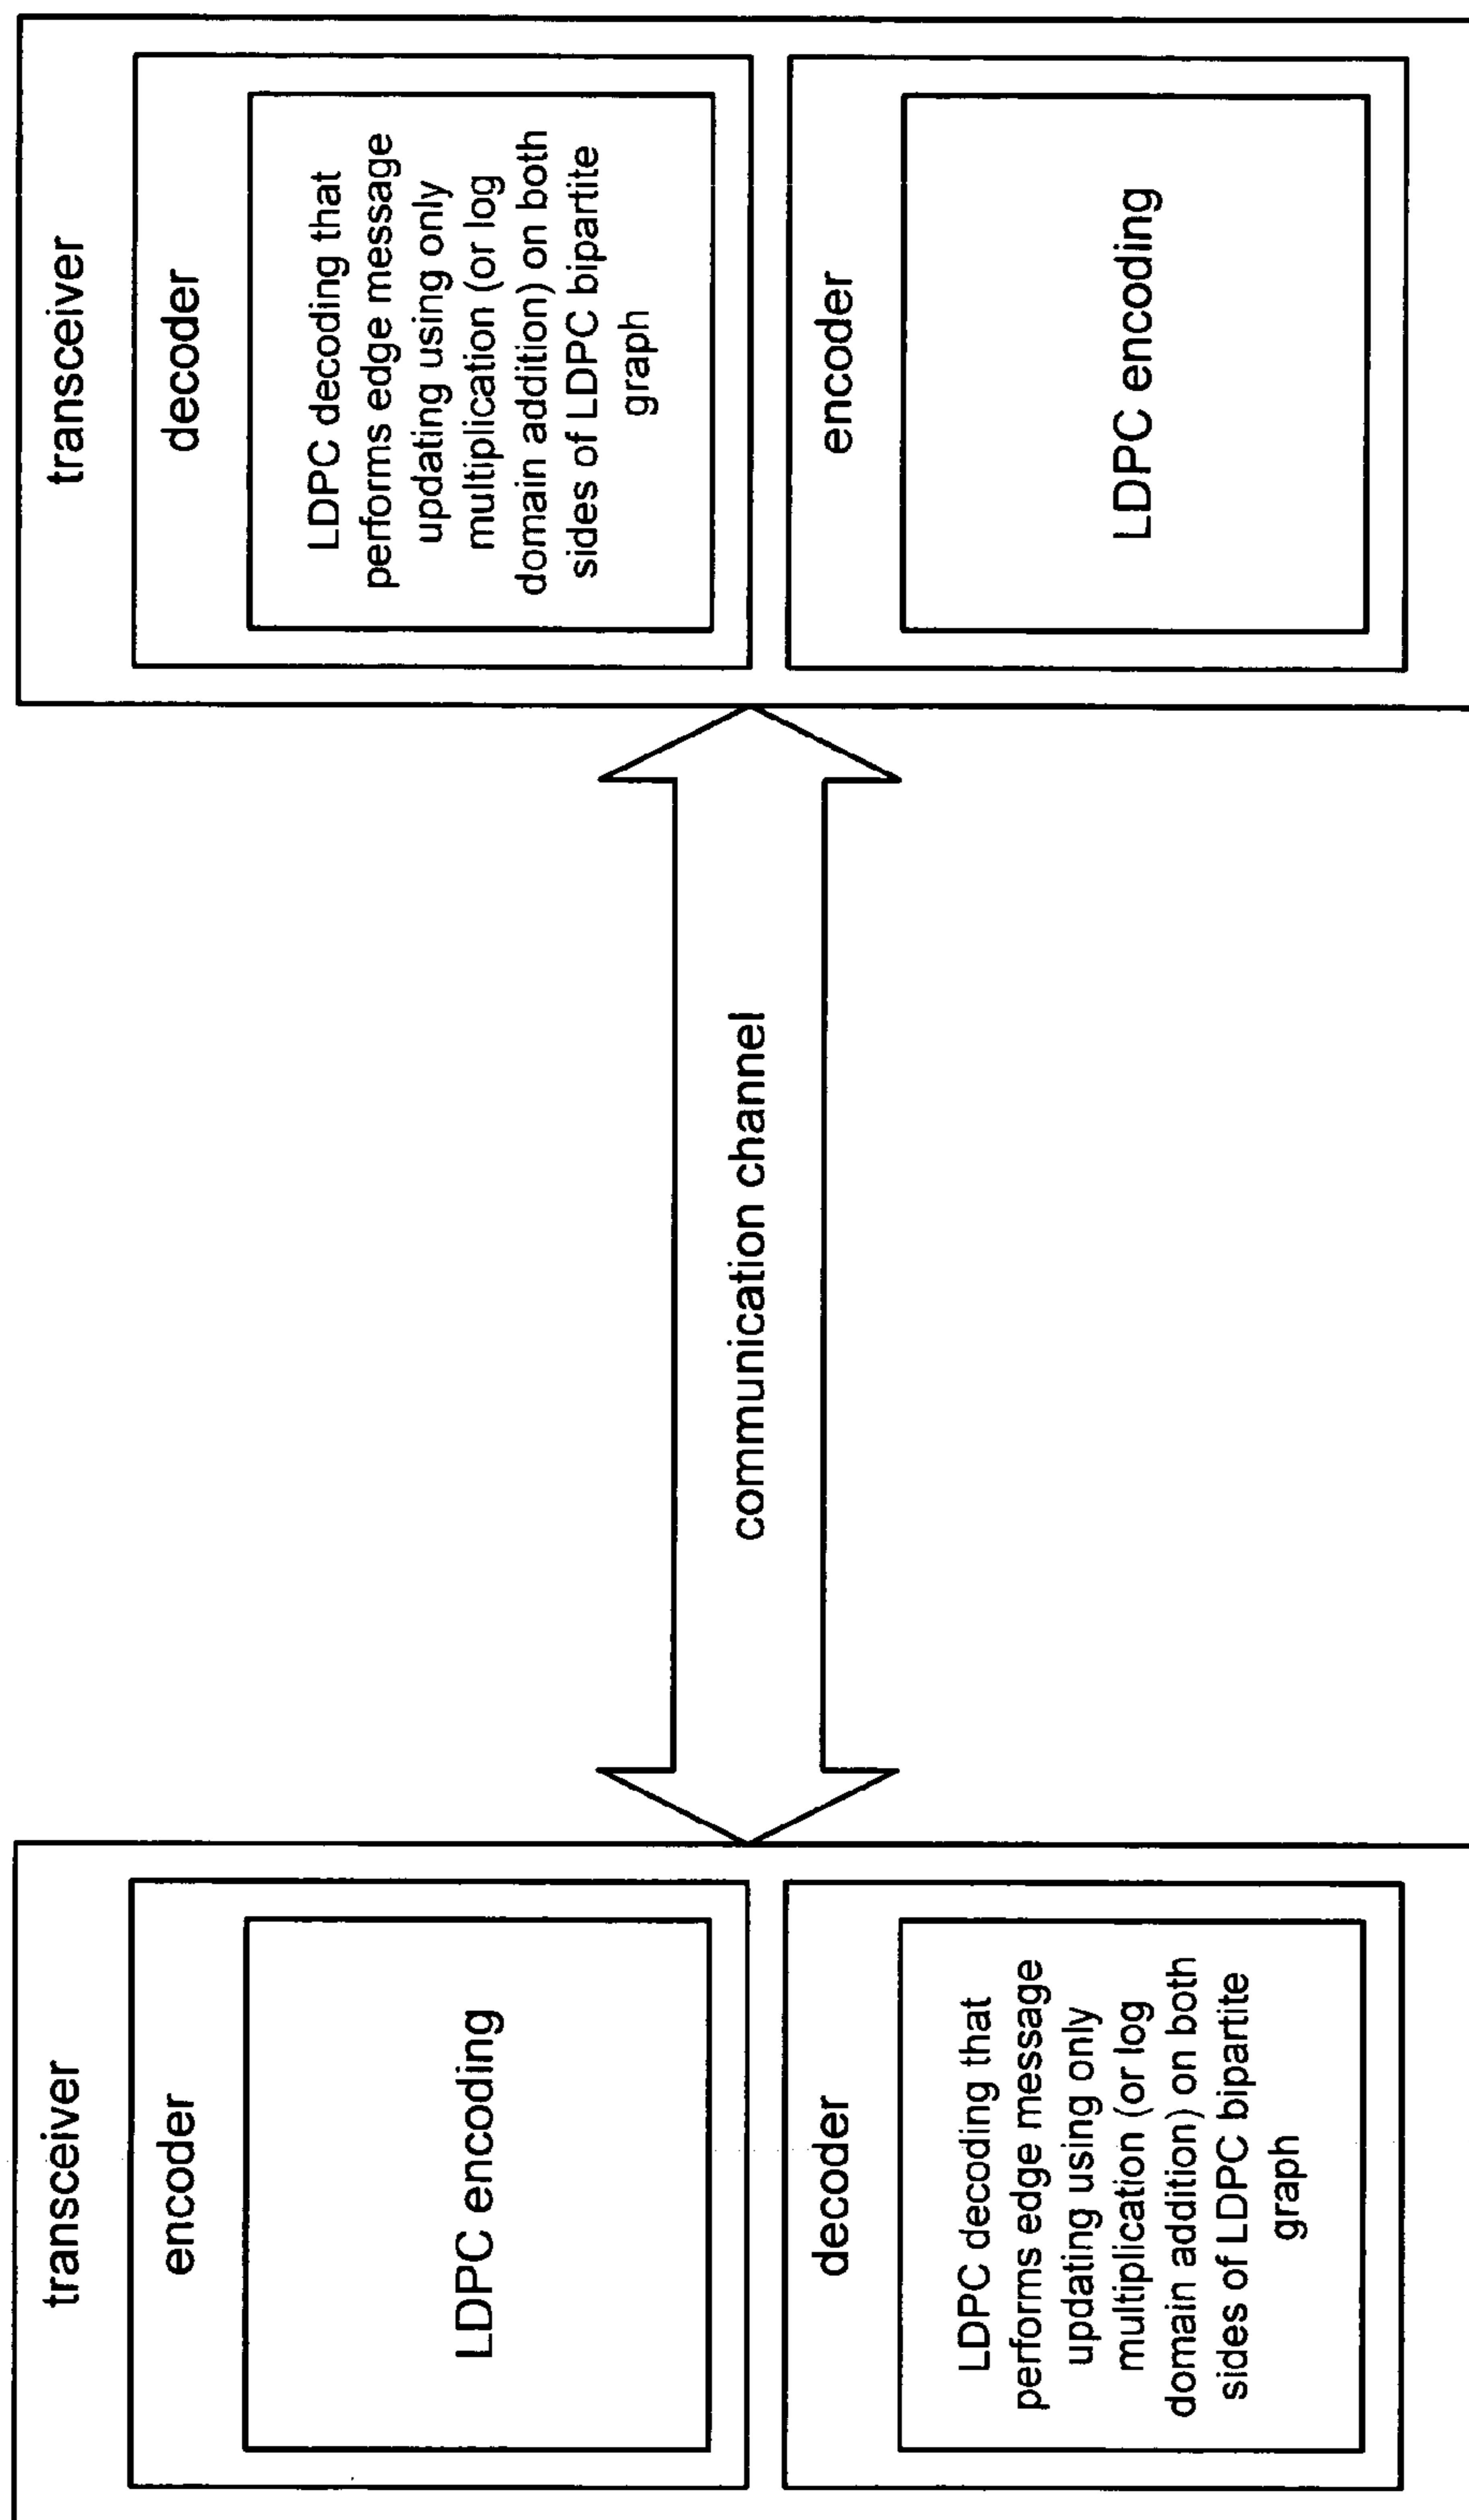 transceiver
encoder
LDPC encoding
decoder
LDPC decoding that
performs edge message
updating using only
multiplication (or log
domain addition) on both
sides of LDPC bipartite
graph
communication channel
transceiver
decoder
LDPC decoding that
performs edge message
updating using only
multiplication (or log
domain addition) on both
sides of LDPC bipartite
graph
encoder
LDPC encoding